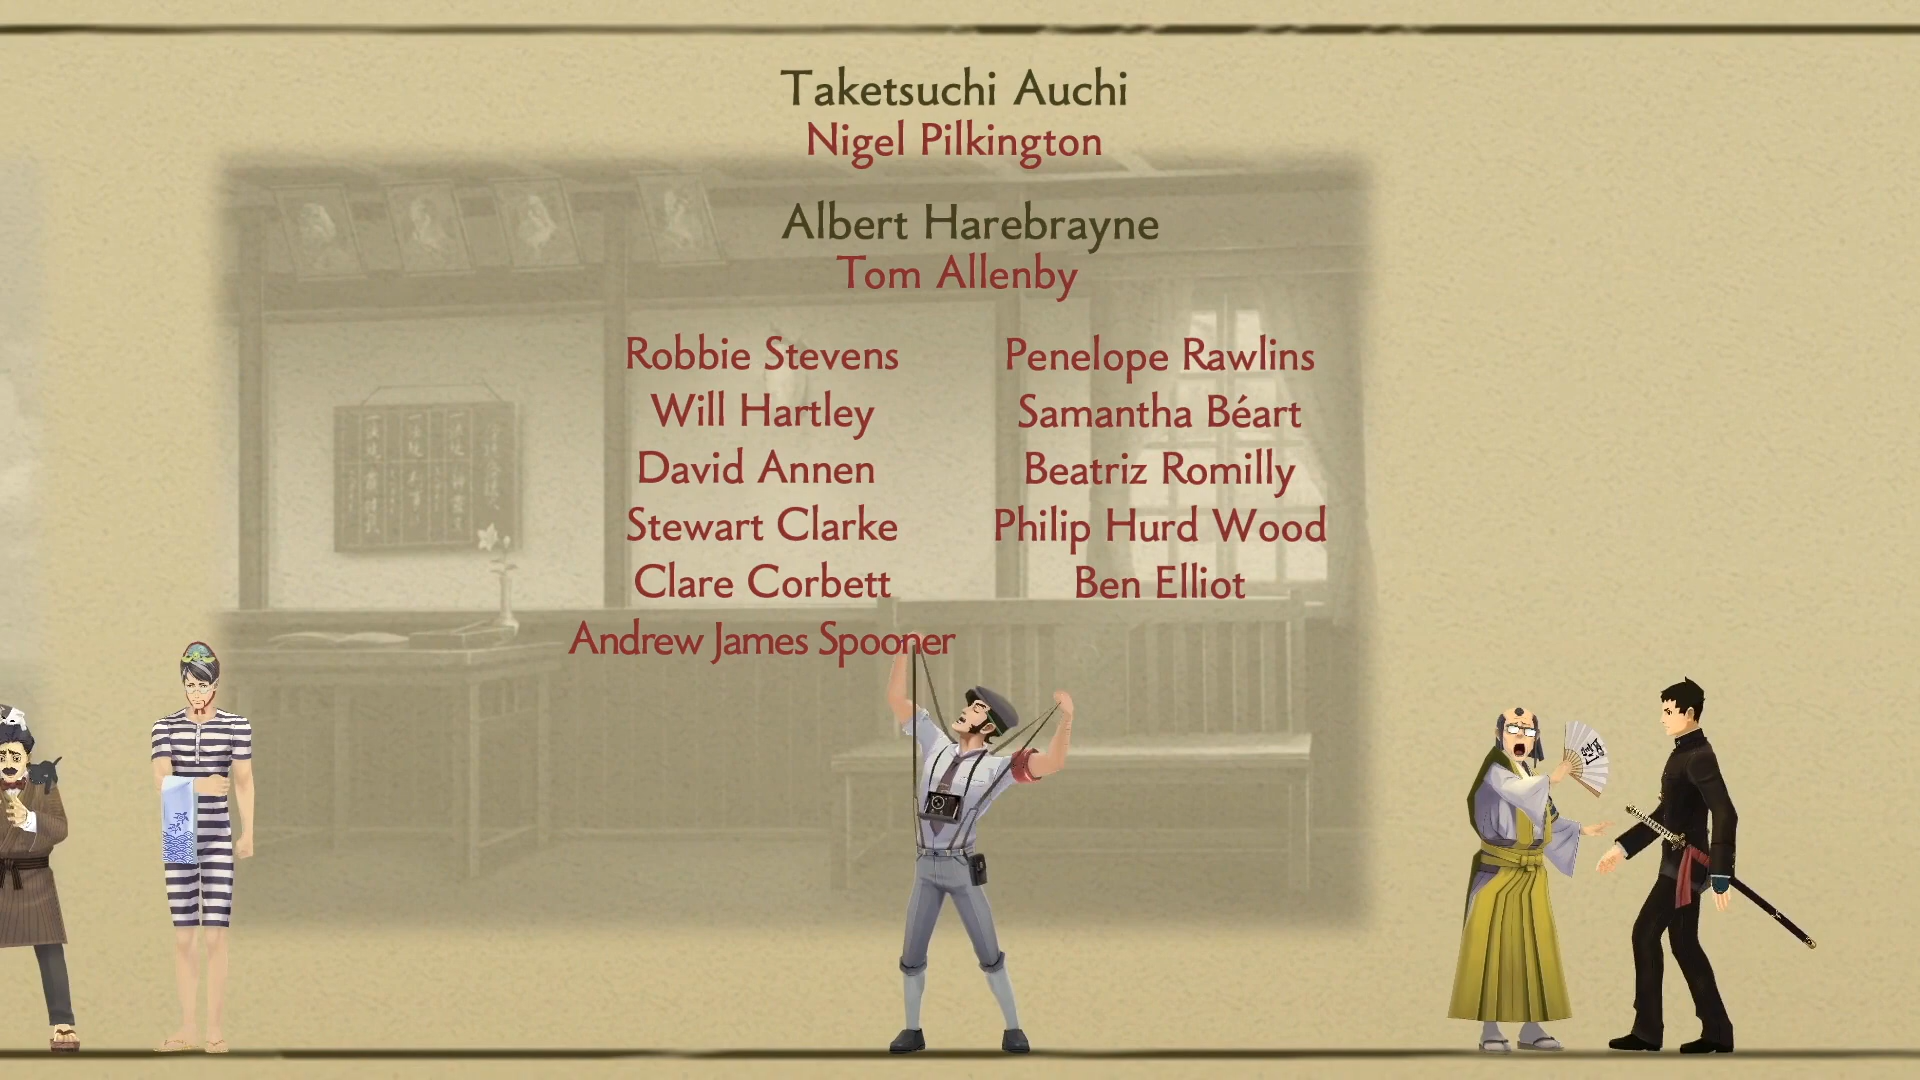 Taketsuchi Auchi
Nigel Pilkington
Albert Harebrayne
Tom Allenby
Robbie Stevens
Penelope Rawlins
Will Hartley
Samantha Béart
David Annen
Beatriz Romilly
Stewart Clarke
Philip Hurd Wood
Clare Corbett
Ben Elliot
Andrew James Spooner